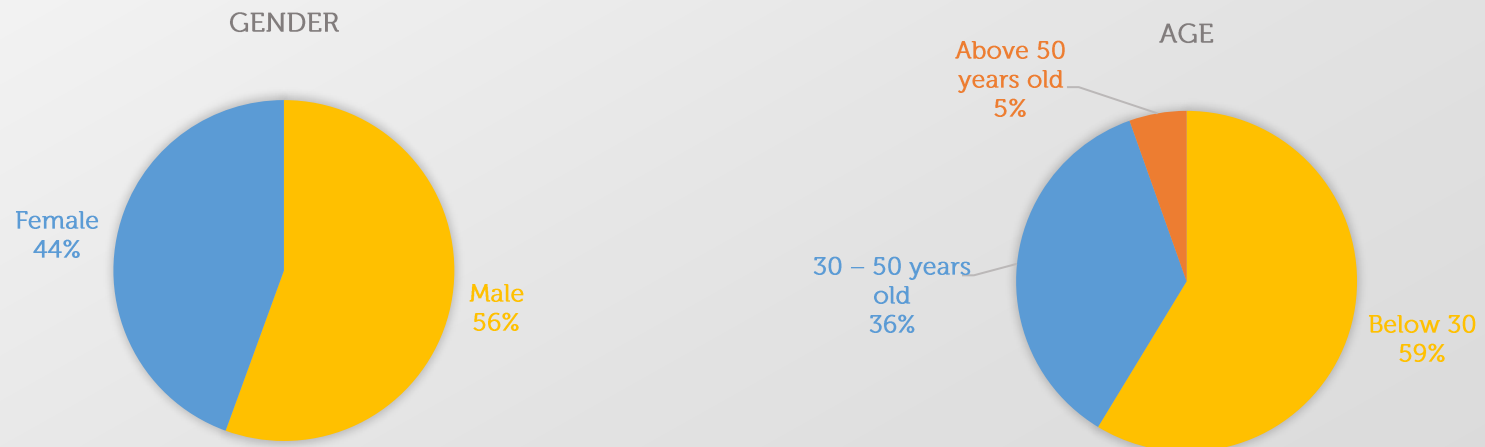 GENDER
Female
44%
Male
56%
AGE
Above 50
years old
5%
30 – 50 years
old
36%
Below 30
59%